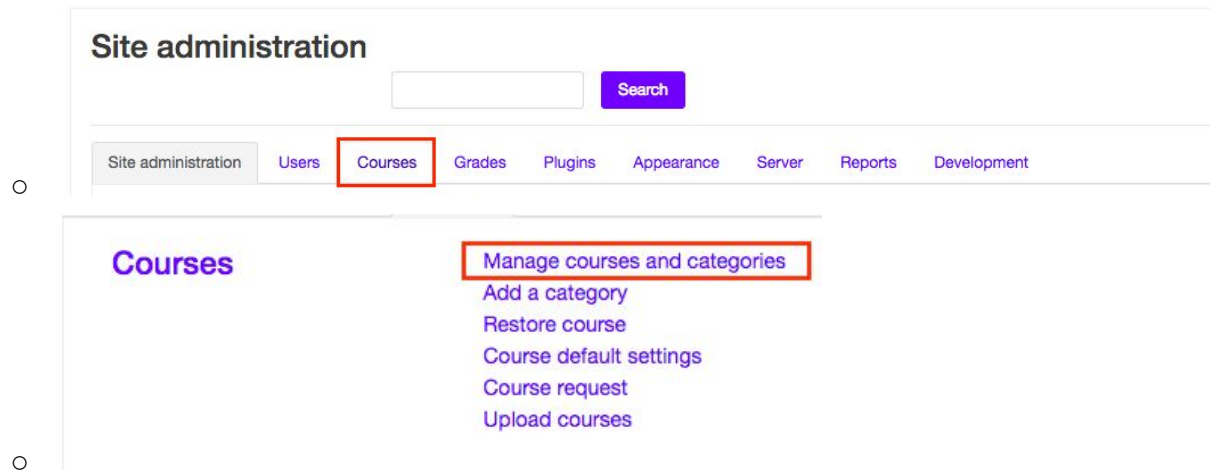 Site administration
Search
Site administration Users Courses Grades Plugins Appearance Server Reports Development
Courses
Manage courses and categories
Add a category
Restore course
Course default settings
Course request
Upload courses